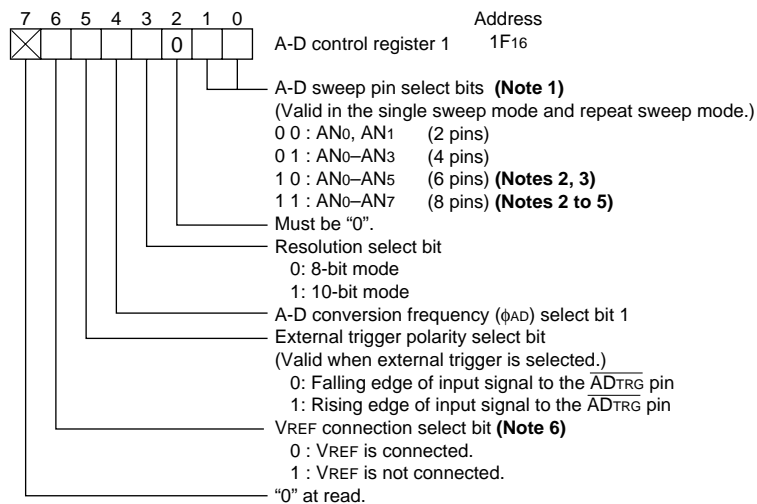 7 6 5 4 3 2 1 0 Address
0 A-D control register 1 1F16
A-D sweep pin select bits (Note 1)
(Valid in the single sweep mode and repeat sweep mode.)
0 0 : AN0, AN1 (2 pins)
0 1 : AN0–AN3 (4 pins)
1 0 : AN0–AN5 (6 pins) (Notes 2, 3)
1 1 : AN0–AN7 (8 pins) (Notes 2 to 5)
Must be “0”.
Resolution select bit
0: 8-bit mode
1: 10-bit mode
A-D conversion frequency (ϕAD) select bit 1
External trigger polarity select bit
(Valid when external trigger is selected.)
0: Falling edge of input signal to the ADTRG pin
1: Rising edge of input signal to the ADTRG pin
VREF connection select bit (Note 6)
0 : VREF is connected.
1 : VREF is not connected.
“0” at read.